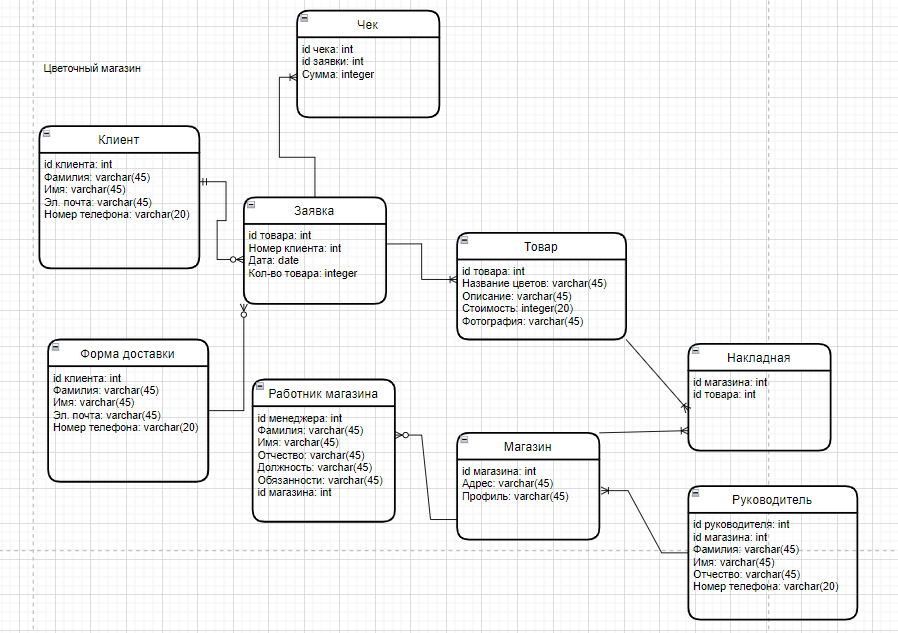 Чек
id чека: int
id заявки: int
Сумма: integer
Цветочный магазин
Клиент
id клиента: int
Фамилия: varchar(45)
Имя: varchar(45)
Эл. почта: varchar(45)
Номер телефона: varchar(20)
Заявка
id товара: int
Номер клиента: int
Дата: date
Кол-во товара: integer
Товар
id товара: int
Название цветов: varchar(45)
Описание: varchar(45)
Стоимость: integer(20)
Фотография: varchar(45)
Форма доставки
id клиента: int
Фамилия: varchar(45)
Имя: varchar(45)
Эл. почта: varchar(45)
Номер телефона: varchar(20)
Накладная
id магазина: int
id товара: int
Работник магазина
id менеджера: int
Фамилия: varchar(45)
Имя: varchar(45)
Отчество: varchar(45)
Должность: varchar(45)
Обязанности: varchar(45)
id магазина: int
Магазин
id магазина: int
Адрес: varchar(45)
Профиль: varchar(45)
Руководитель
id руководителя: int
id магазина: int
Фамилия: varchar(45)
Имя: varchar(45)
Отчество: varchar(45)
Номер телефона: varchar(20)